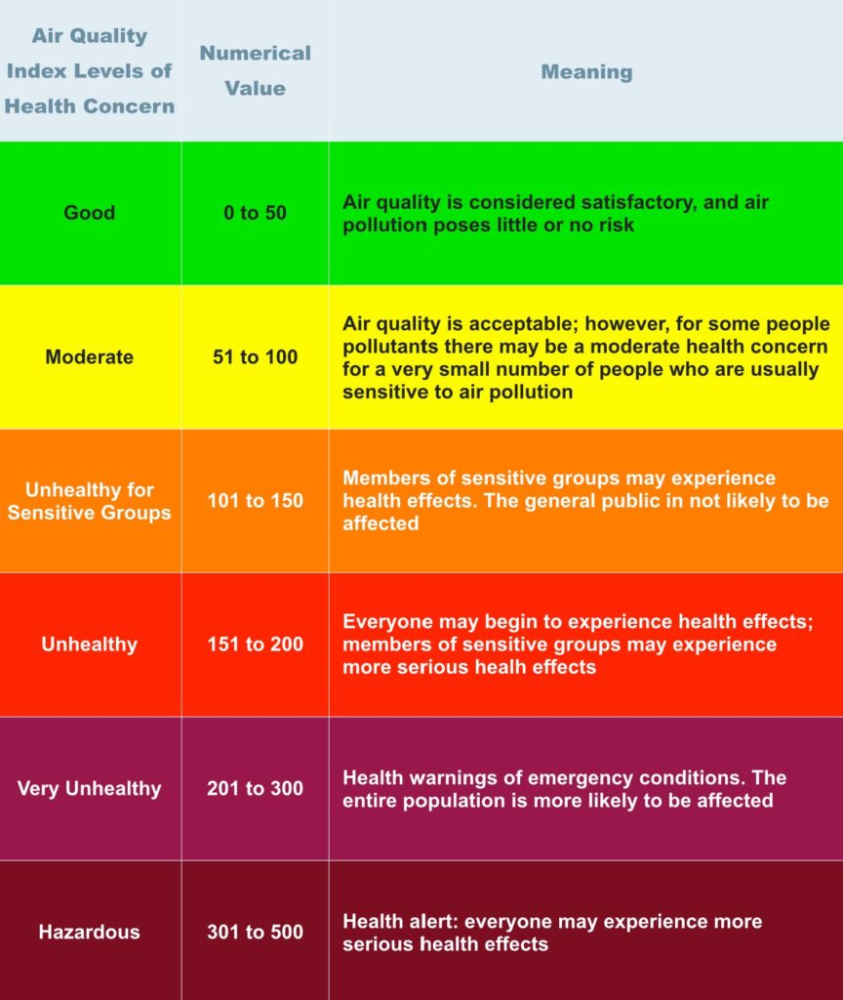 Air Quality
Index Levels of
Health Concern
Numerical
Value
Meaning
Good
0 to 50
Air quality is considered satisfactory, and air
pollution poses little or no risk
Moderate
51 to 100
Air quality is acceptable; however, for some people
pollutants there may be a moderate health concern
for a very small number of people who are usually
sensitive to air pollution
Unhealthy for
Sensitive Groups
101 to 150
Members of sensitive groups may experience
health effects. The general public in not likely to be
affected
Unhealthy
151 to 200
Everyone may begin to experience health effects;
members of sensitive groups may experience
more serious healh effects
Very Unhealthy
201 to 300
Health warnings of emergency conditions. The
entire population is more likely to be affected
Hazardous
301 to 500
Health alert: everyone may experience more
serious health effects